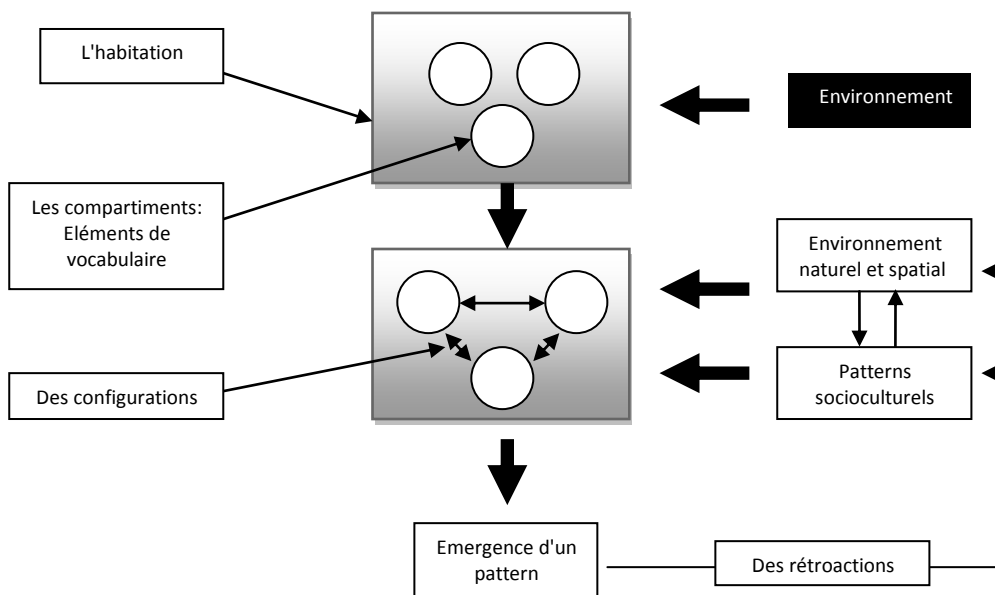 L'habitation
Environnement
Les compartiments:
Eléments de
vocabulaire
Environnement
naturel et spatial
Des configurations
Patterns
socioculturels
Emergence d'un
pattern
Des rétroactions